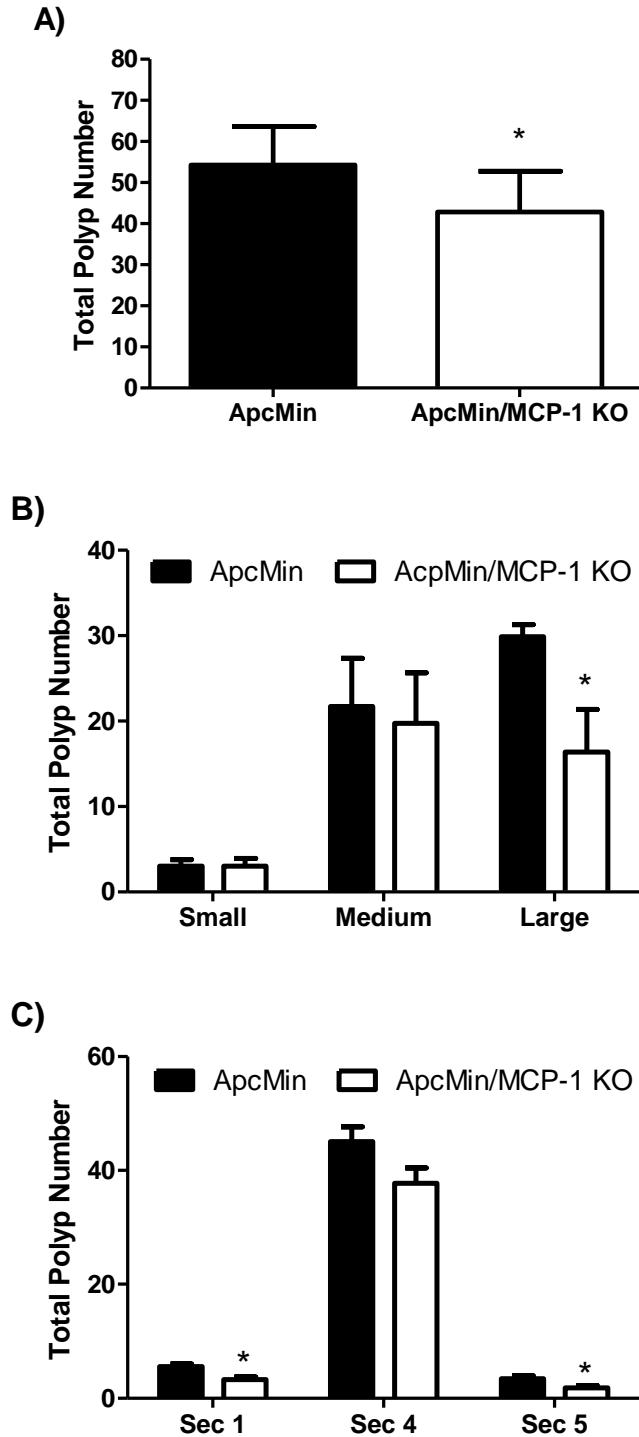 A)
80
70
60
50
40
30
20
10
0
Total Polyp Number
*
ApcMin ApcMin/MCP-1 KO
B)
40
30
20
10
0
Total Polyp Number
ApcMin AcpMin/MCP-1 KO
*
Small Medium Large
C)
60
40
20
0
Total Polyp Number
ApcMin ApcMin/MCP-1 KO
* *
Sec 1 Sec 4 Sec 5